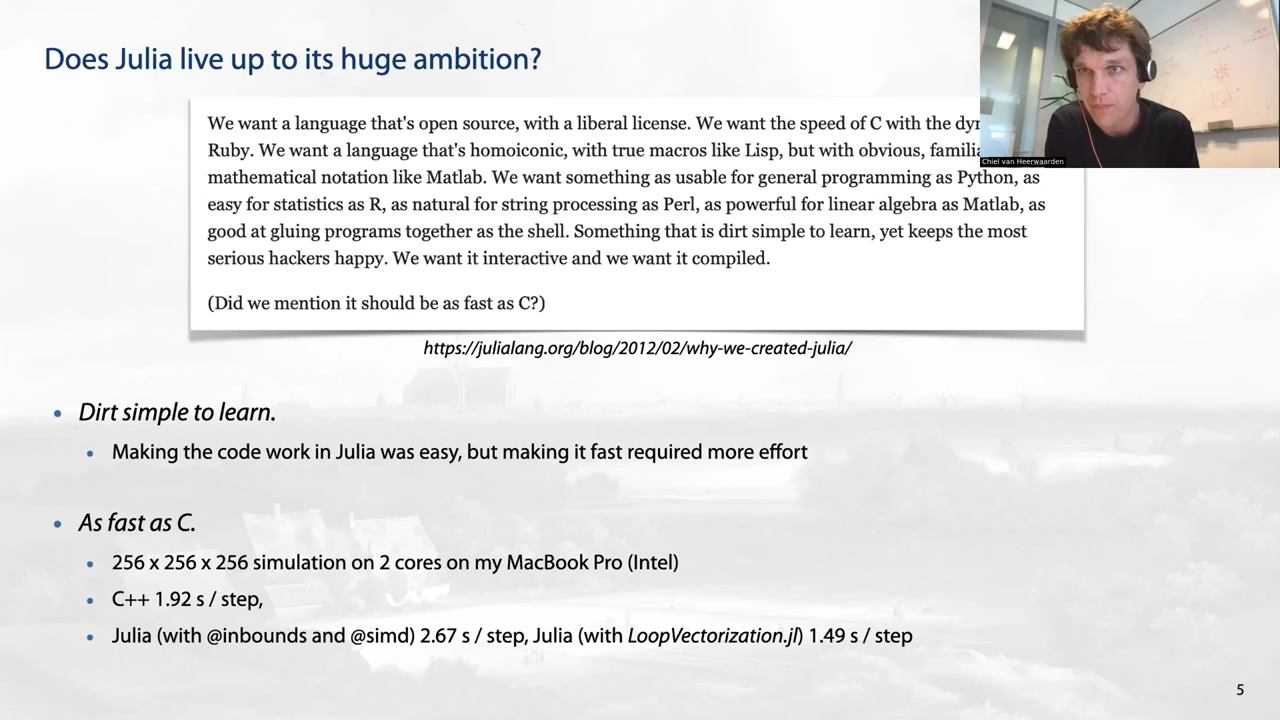 Does Julia live up to its huge ambition?
We want a language that's open source, with a liberal license. We want the speed of C with the
Ruby. We want a language that's homoiconic, with true macros like Lisp, but with obvious,
mathematical notation like Matlab. We want something as usable for general programming as Python, as
easy for statistics as R, as natural for string processing as Perl, as powerful for linear algebra as Matlab, as
good at gluing programs together as the shell. Something that is dirt simple to learn, yet keeps the most
serious hackers happy. We want it interactive and we want it compiled.
(Did we mention it should be as fast as C?)
https://julialang.org/blog/2012/02/why-we-created-julia/
• Dirt simple to learn.
• Making the code work in Julia was easy, but making it fast required more effort
• As fast as C.
• 256 x 256 x 256 simulation on 2 cores on my MacBook Pro (Intel)
• C++ 1.92 s / step,
• Julia (with @inbounds and @simd) 2.67 s / step, Julia (with LoopVectorization.jl) 1.49 s / step
Chiel van Heerwaarden
5